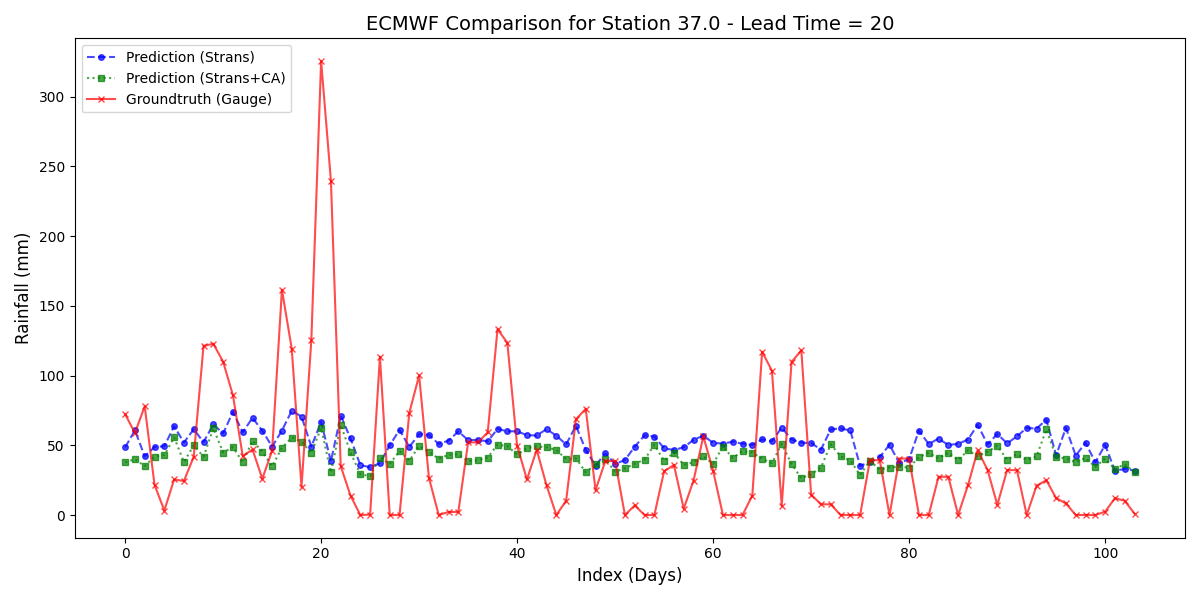 ECMWF Comparison for Station 37.0 - Lead Time = 20
Prediction (Strans)
Prediction (Strans+CA)
Groundtruth (Gauge)
Rainfall (mm)
300
250
200
150
100
50
0
0 20 40 60 80 100
Index (Days)